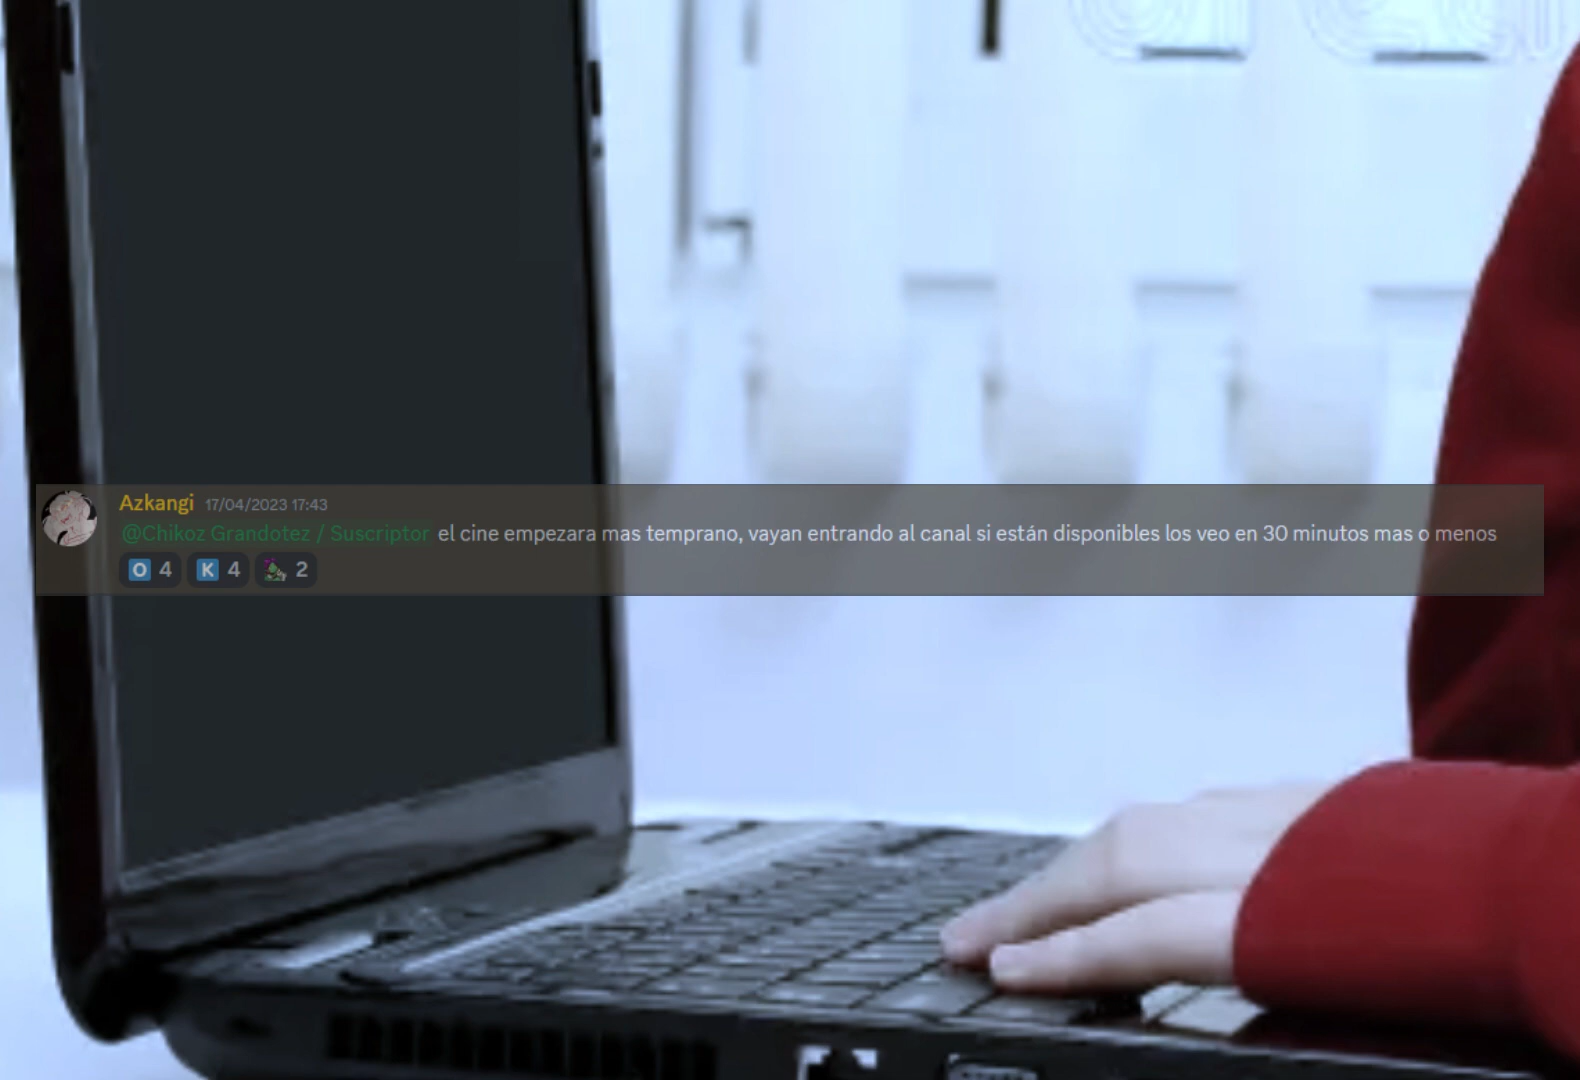 Azkangi 17/04/2023 17:43
@Chikoz Grandotez / Suscriptor el cine empezara mas temprano, vayan entrando al canal si están disponibles los veo en 30 minutos mas o menos
O 4 K 4 2